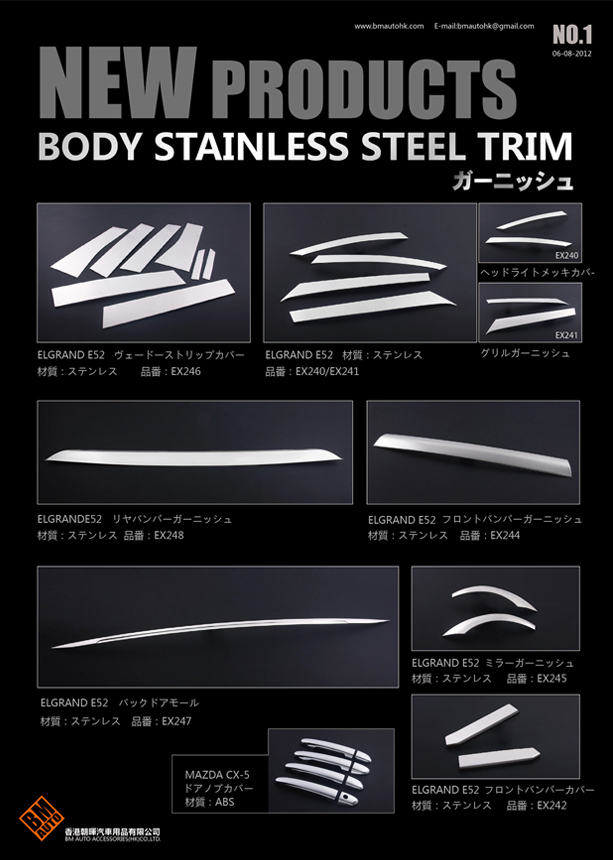 www.bmautohk.com E-mail:bmautohk@gmail.com
NO.1
06-08-2012
NEW PRODUCTS
BODY STAINLESS STEEL TRIM
ガーニッシュ
EX240
ヘッドライトメッキカバ-
EX241
グリルガーニッシュ
ELGRAND E52 ヴェードーストリップカバー
材質：ステンレス 品番：EX246
ELGRAND E52 材質：ステンレス
品番：EX240/EX241
ELGRANDE52 リヤバンバーガーニッシュ
材質：ステンレス 品番：EX248
ELGRAND E52 フロントバンバーガーニッシュ
材質：ステンレス 品番：EX244
ELGRAND E52 バックドアモール
材質：ステンレス 品番：EX247
ELGRAND E52 ミラーガーニッシュ
材質：ステンレス 品番：EX245
MAZDA CX-5
ドアノブカバー
材質：ABS
ELGRAND E52 フロントバンバーカバー
材質：ステンレス 品番：EX242
BM
AUTO
香港朝暉汽車用品有限公司
BM AUTO ACCESSORIES(HK)CO.,LTD.